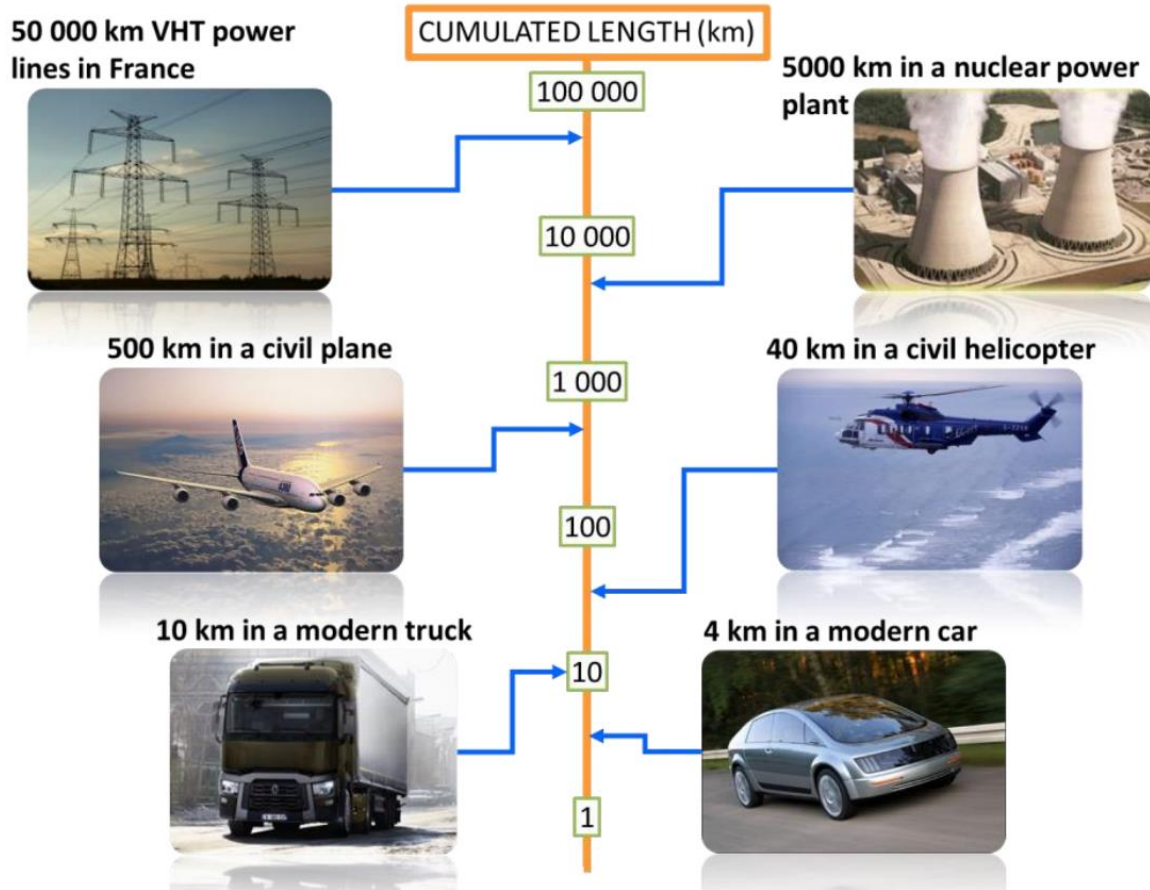 CUMULATED LENGTH (km)
50 000 km VHT power
lines in France
100 000
5000 km in a nuclear power
plant
10 000
500 km in a civil plane
1 000
40 km in a civil helicopter
100
10 km in a modern truck
10
4 km in a modern car
1